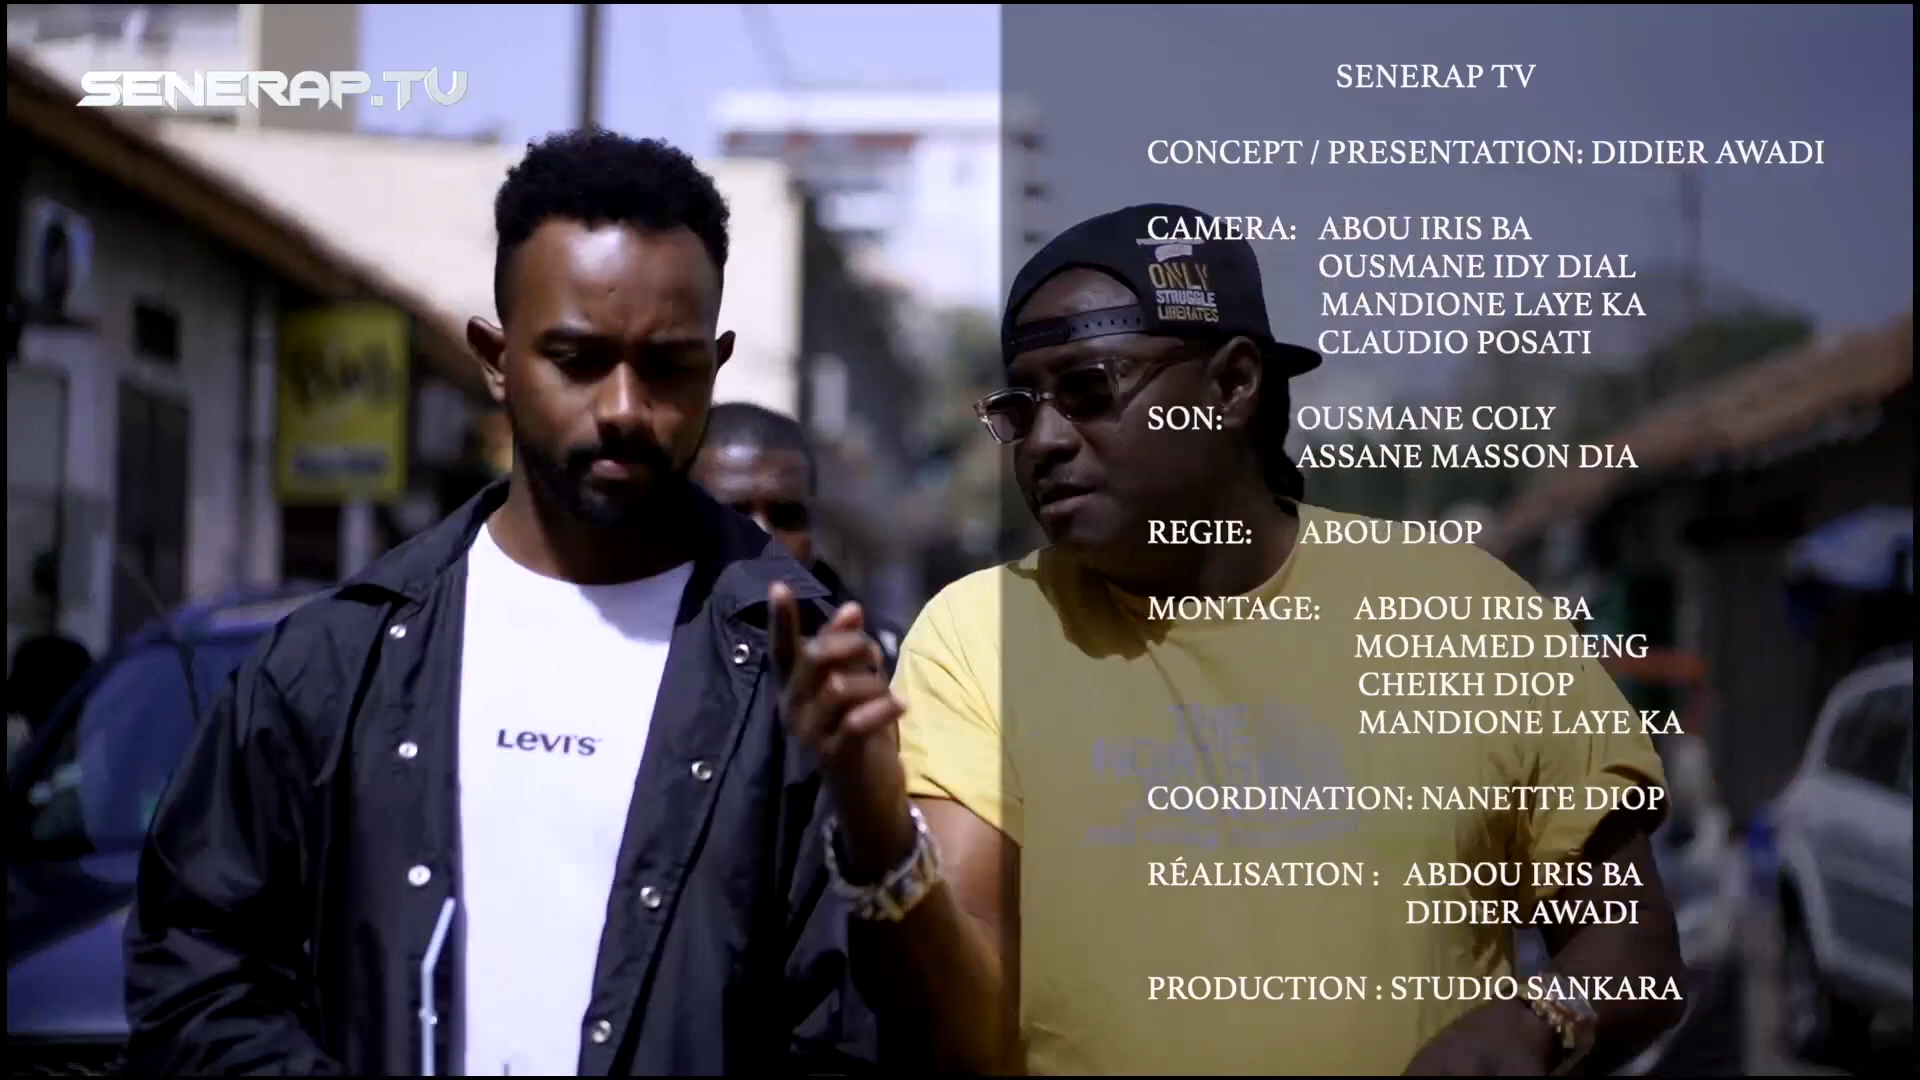 SENERAP.TV
SENERAP TV
CONCEPT / PRESENTATION: DIDIER AWADI
CAMERA: ABOU IRIS BA
OUSMANE IDY DIAL
MANDIONE LAYE KA
CLAUDIO POSATI
SON: OUSMANE COLY
ASSANE MASSON DIA
REGIE: ABOU DIOP
MONTAGE: ABDOU IRIS BA
MOHAMED DIENG
CHEIKH DIOP
MANDIONE LAYE KA
COORDINATION: NANETTE DIOP
RÉALISATION : ABDOU IRIS BA
DIDIER AWADI
PRODUCTION : STUDIO SANKARA
ONLY
STRUGGLE
LIBERATES
Levi's
THE
NORTH